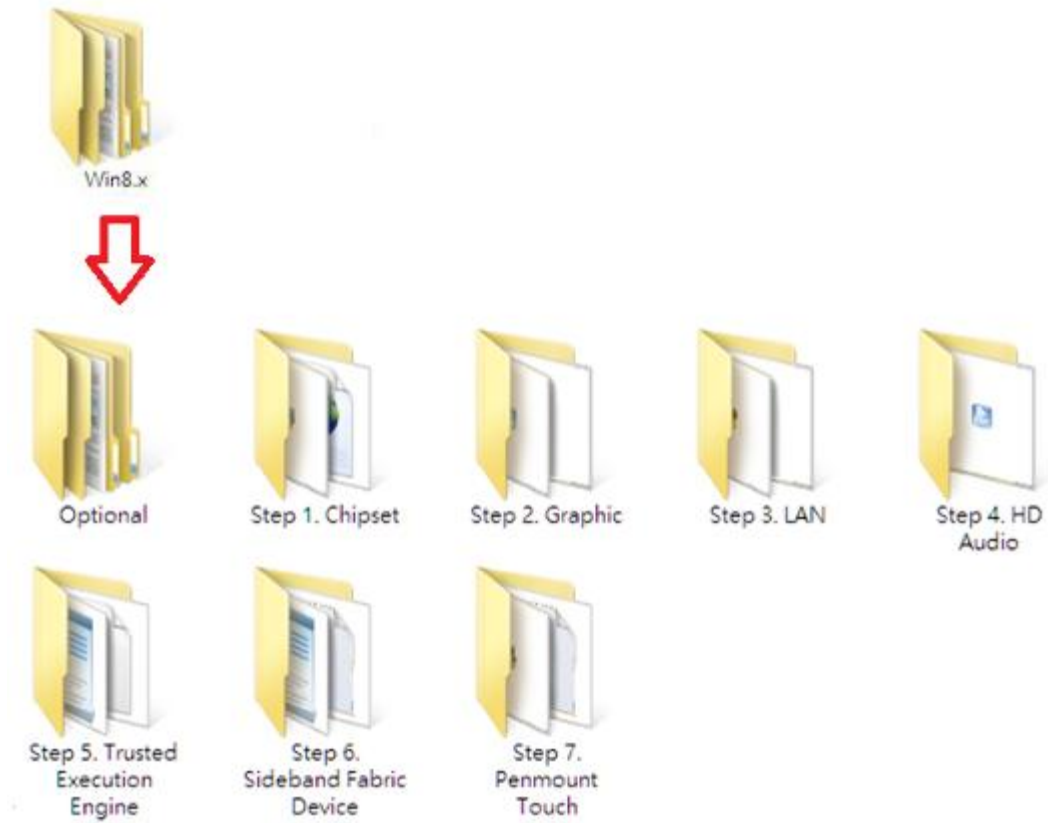 Win8.x
Optional
Step 1. Chipset
Step 2. Graphic
Step 3. LAN
Step 4. HD
Audio
Step 5. Trusted
Execution
Engine
Step 6.
Sideband Fabric
Device
Step 7.
Penmount
Touch